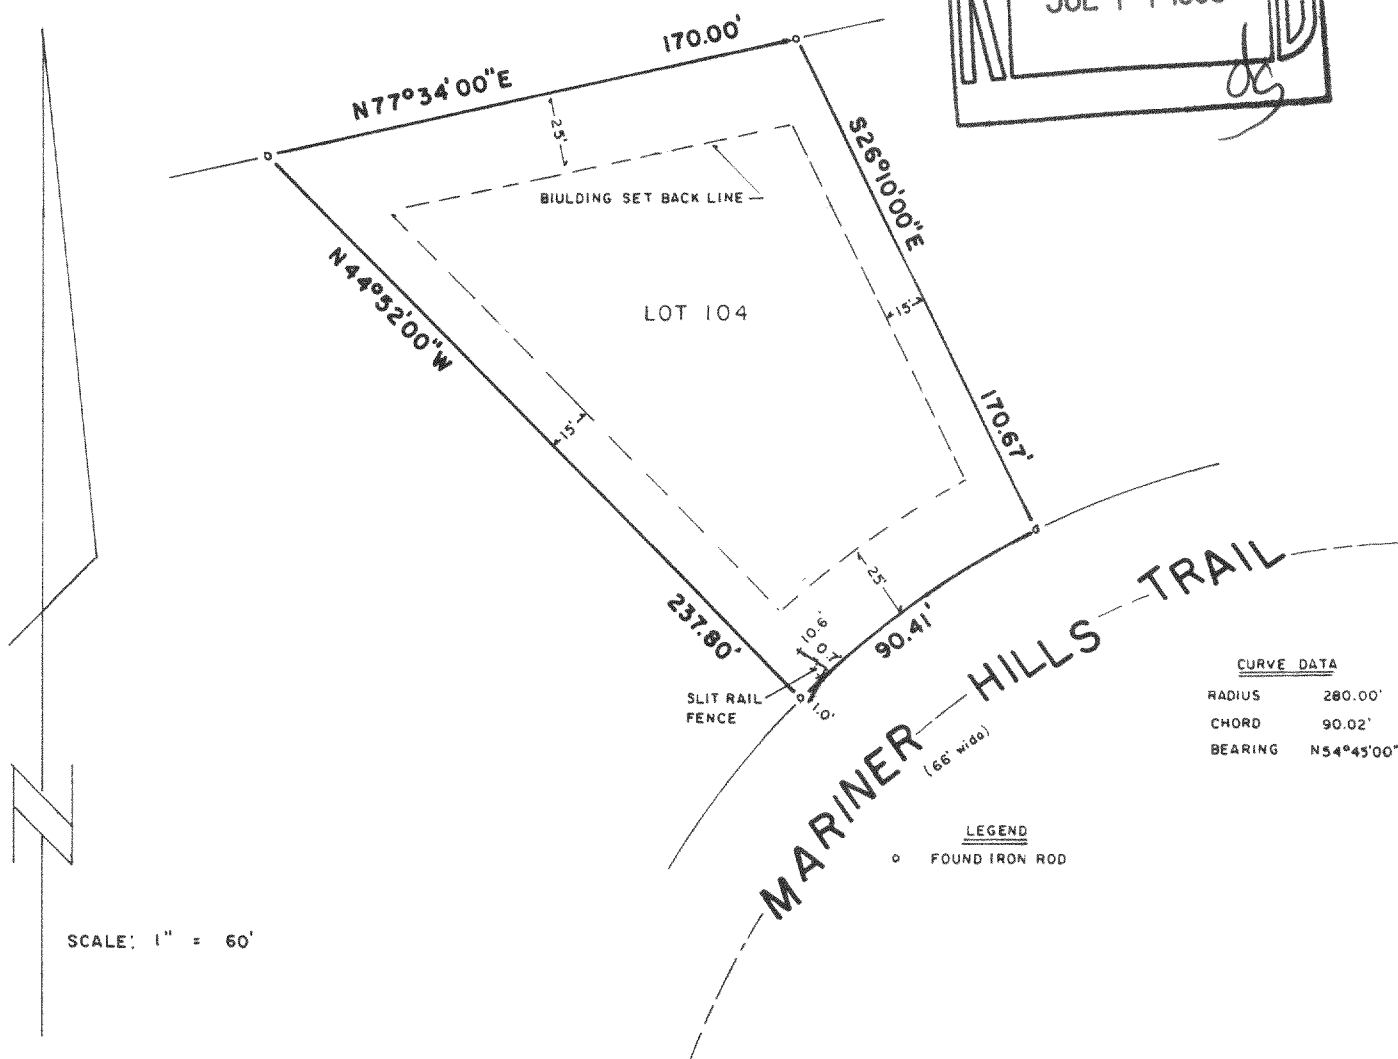 170.00'
N77°34'00"E
25'
S26°10'00"E
BIULDING SET BACK LINE
N44°52'00"W
LOT 104
15'
15'
170.67'
25'
237.80'
10.6'
0.7'
90.41'
SLIT RAIL
FENCE
1.0'
MARINER HILLS TRAIL
(66' wide)
CURVE DATA
RADIUS 280.00'
CHORD 90.02'
BEARING N54°45'00"
LEGEND
o FOUND IRON ROD
N
SCALE: 1" = 60'